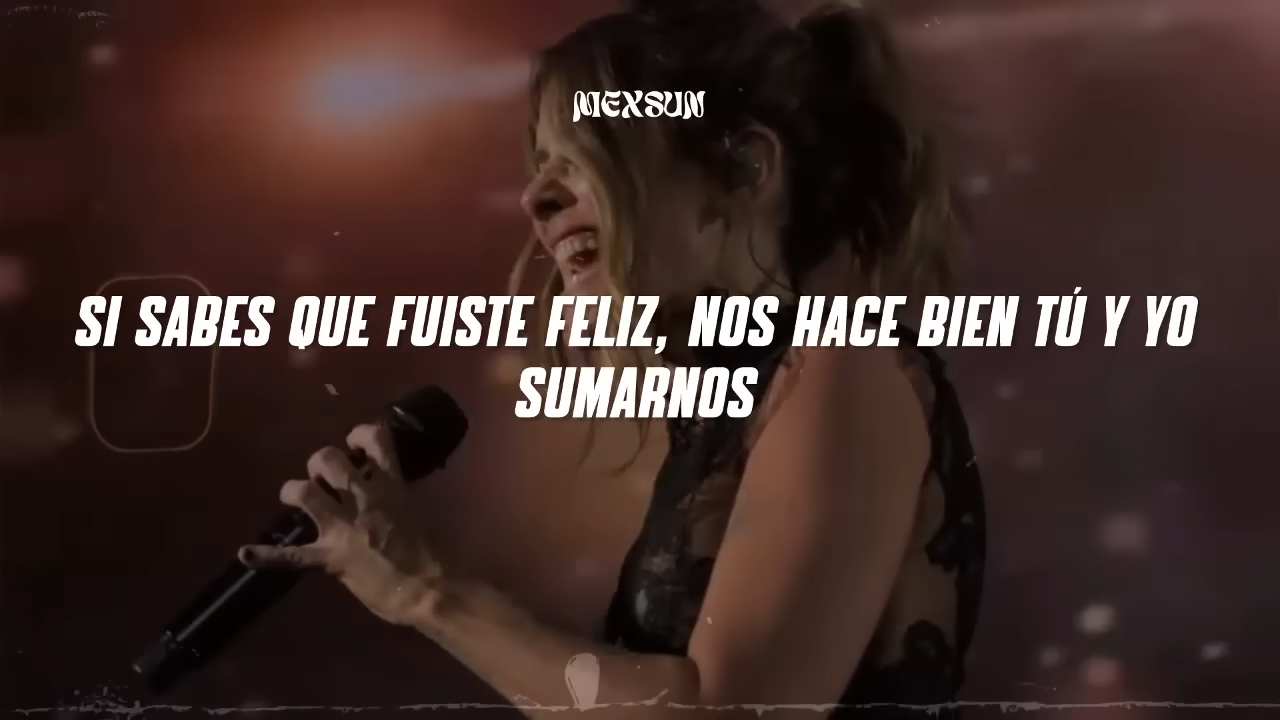 MEXSUN
SI SABES QUE FUISTE FELIZ, NOS HACE BIEN TÚ Y YO
SUMARNOS